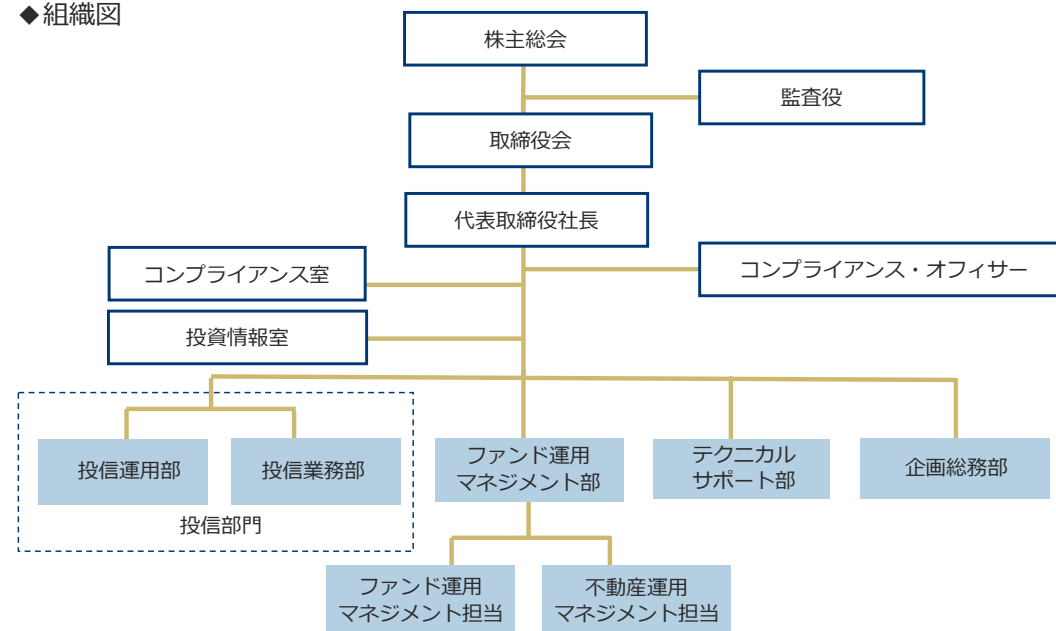 ◆組織図
株主総会
監査役
取締役会
代表取締役社長
コンプライアンス室
コンプライアンス・オフィサー
投資情報室
投信運用部
投信業務部
ファンド運用
マネジメント部
テクニカル
サポート部
企画総務部
投信部門
ファンド運用
マネジメント担当
不動産運用
マネジメント担当